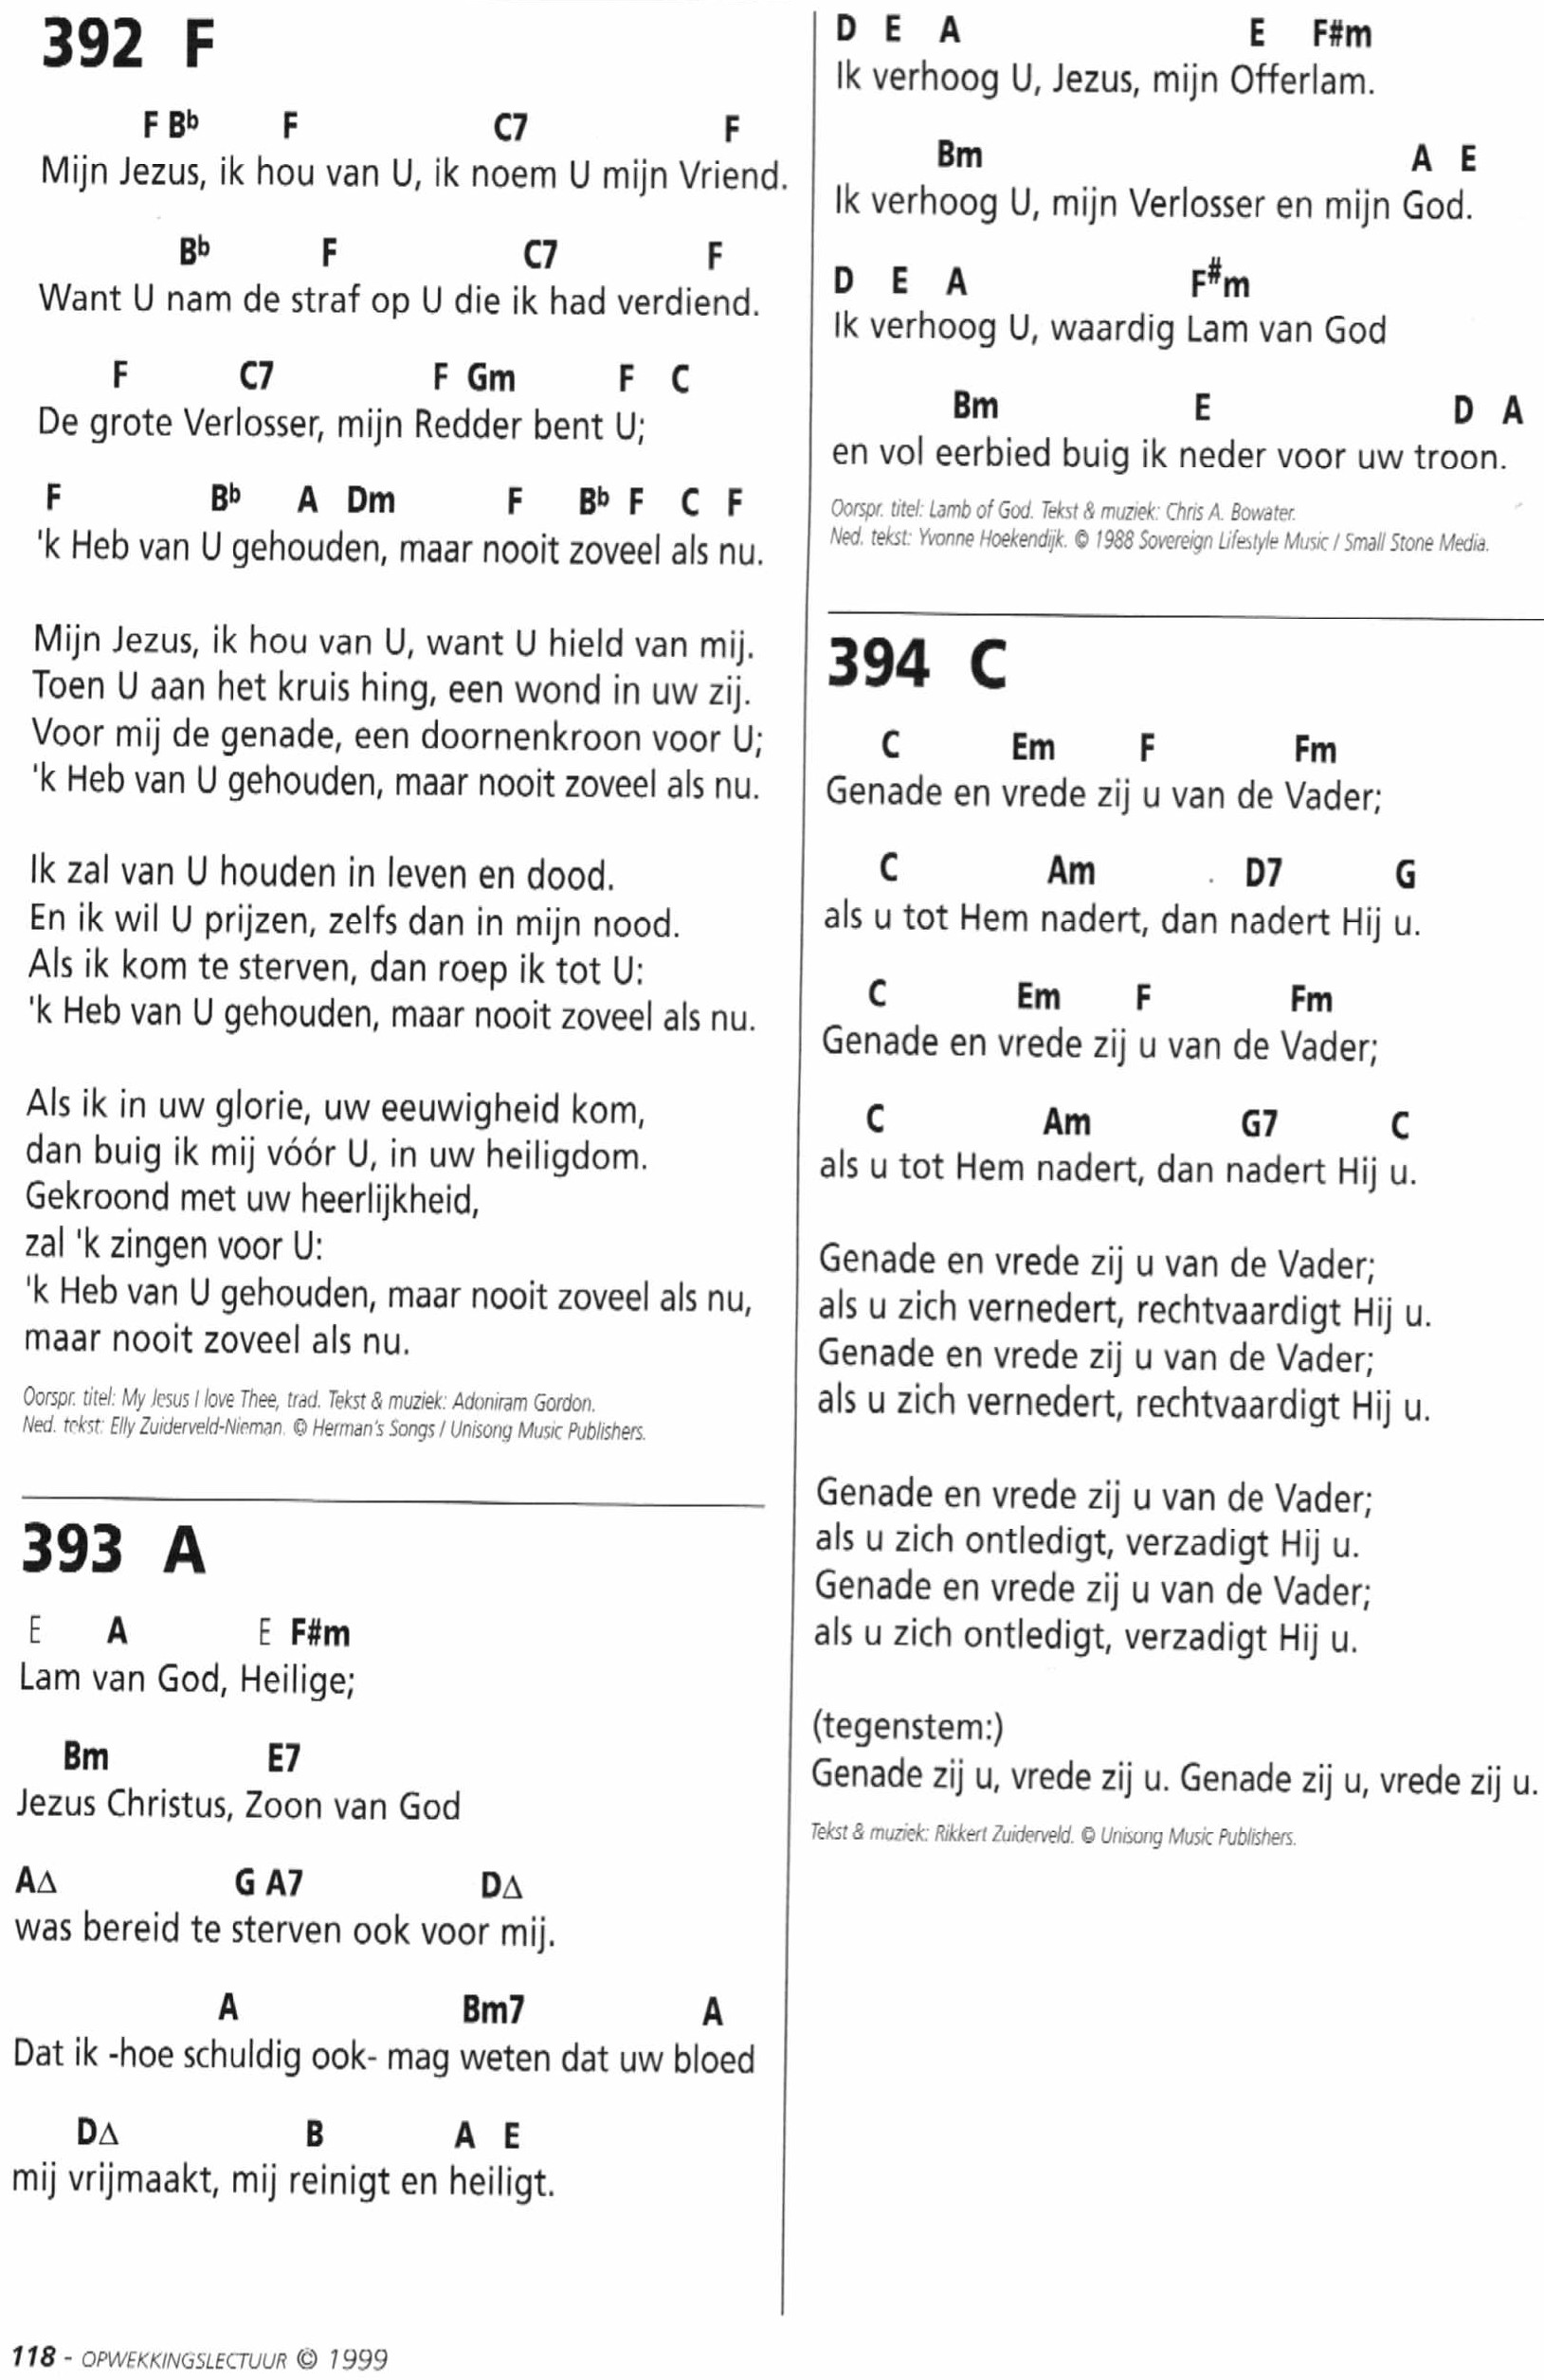 392 F
F Bb F C7 F
Mijn Jezus, ik hou van U, ik noem U mijn Vriend.
Bb F C7 F
Want U nam de straf op U die ik had verdiend.
F C7 F Gm F C
De grote Verlosser, mijn Redder bent U;
F Bb A Dm F Bb F C F
'k Heb van U gehouden, maar nooit zoveel als nu.
Mijn Jezus, ik hou van U, want U hield van mij.
Toen U aan het kruis hing, een wond in uw zij.
Voor mij de genade, een doornenkroon voor U;
'k Heb van U gehouden, maar nooit zoveel als nu.
Ik zal van U houden in leven en dood.
En ik wil U prijzen, zelfs dan in mijn nood.
Als ik kom te sterven, dan roep ik tot U:
'k Heb van U gehouden, maar nooit zoveel als nu.
Als ik in uw glorie, uw eeuwigheid kom,
dan buig ik mij vóór U, in uw heiligdom.
Gekroond met uw heerlijkheid,
zal 'k zingen voor U:
'k Heb van U gehouden, maar nooit zoveel als nu,
maar nooit zoveel als nu.
Oorspr. titel: My Jesus I love Thee, trad. Tekst & muziek: Adoniram Gordon.
Ned. tekst: Elly Zuiderveld-Nieman. © Herman's Songs / Unisong Music Publishers.
393 A
E A E F#m
Lam van God, Heilige;
Bm E7
Jezus Christus, Zoon van God
A∆ G A7 D∆
was bereid te sterven ook voor mij.
A Bm7 A
Dat ik -hoe schuldig ook- mag weten dat uw bloed
D∆ B A E
mij vrijmaakt, mij reinigt en heiligt.
D E A E F#m
Ik verhoog U, Jezus, mijn Offerlam.
Bm A E
Ik verhoog U, mijn Verlosser en mijn God.
D E A F#m
Ik verhoog U, waardig Lam van God
Bm E D A
en vol eerbied buig ik neder voor uw troon.
Oorspr. titel: Lamb of God. Tekst & muziek: Chris A. Bowater.
Ned. tekst: Yvonne Hoekendijk. © 1988 Sovereign Lifestyle Music / Small Stone Media.
394 C
C Em F Fm
Genade en vrede zij u van de Vader;
C Am D7 G
als u tot Hem nadert, dan nadert Hij u.
C Em F Fm
Genade en vrede zij u van de Vader;
C Am G7 C
als u tot Hem nadert, dan nadert Hij u.
Genade en vrede zij u van de Vader;
als u zich vernedert, rechtvaardigt Hij u.
Genade en vrede zij u van de Vader;
als u zich vernedert, rechtvaardigt Hij u.
Genade en vrede zij u van de Vader;
als u zich ontledigt, verzadigt Hij u.
Genade en vrede zij u van de Vader;
als u zich ontledigt, verzadigt Hij u.
(tegenstem:)
Genade zij u, vrede zij u. Genade zij u, vrede zij u.
Tekst & muziek: Rikkert Zuiderveld. © Unisong Music Publishers.
118 - OPWEKKINGSLECTUUR © 1999